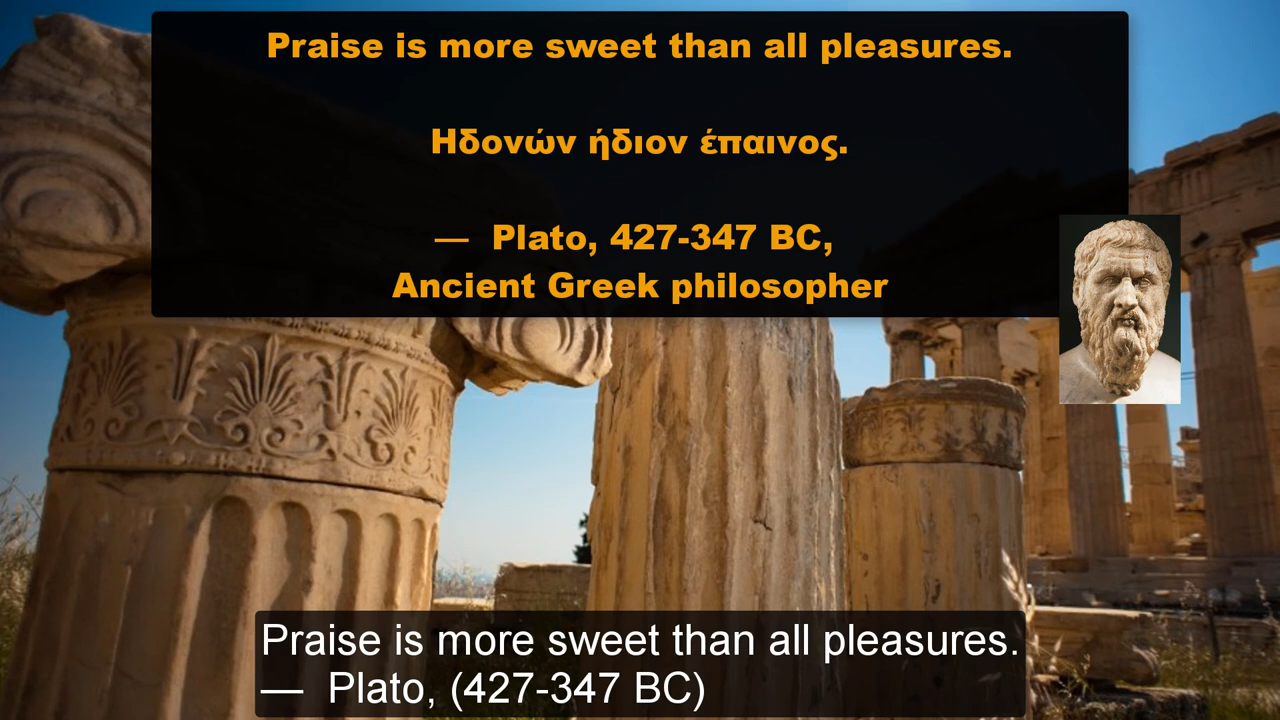 Praise is more sweet than all pleasures.
Ηδονών ήδιον έπαινος.
—  Plato, 427-347 BC,
Ancient Greek philosopher
Praise is more sweet than all pleasures.
—  Plato, (427-347 BC)